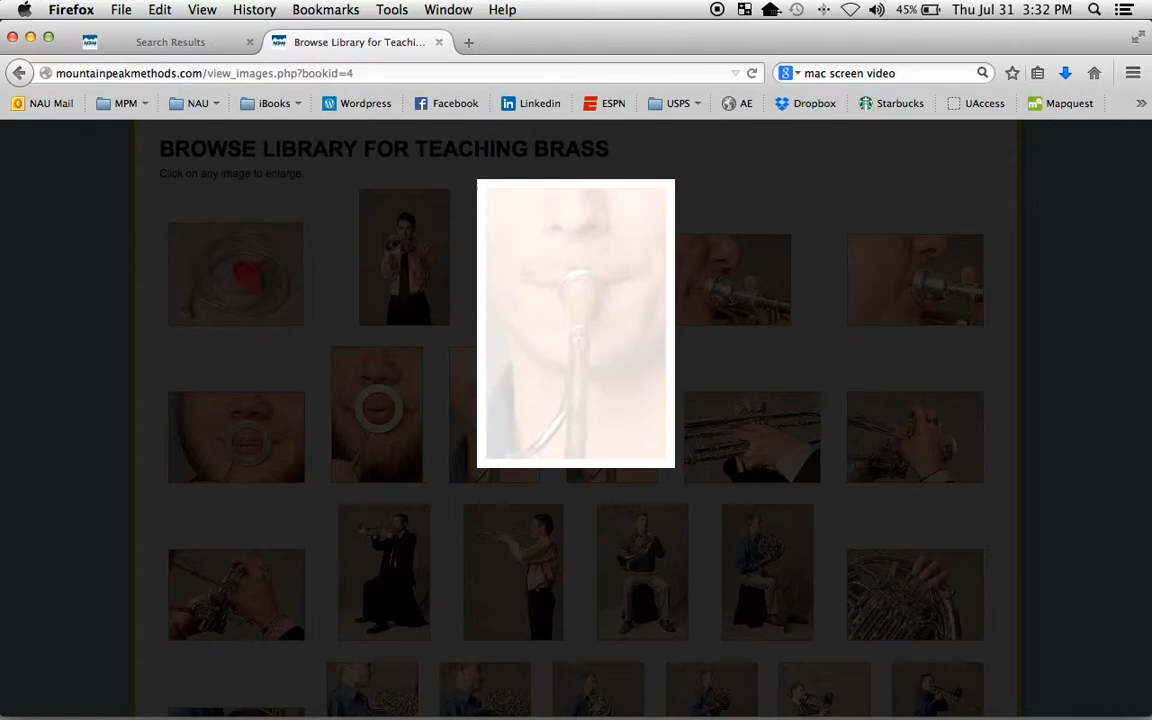 Firefox File Edit View History Bookmarks Tools Window Help 45% Thu Jul 31 3:32 PM
Search Results Browse Library for Teachi...
mountainpeakmethods.com/view_images.php?bookid=4 mac screen video
NAU Mail MPM NAU iBooks Wordpress Facebook Linkedin ESPN USPS AE Dropbox Starbucks UAccess Mapquest
BROWSE LIBRARY FOR TEACHING BRASS
Click on any image to enlarge.